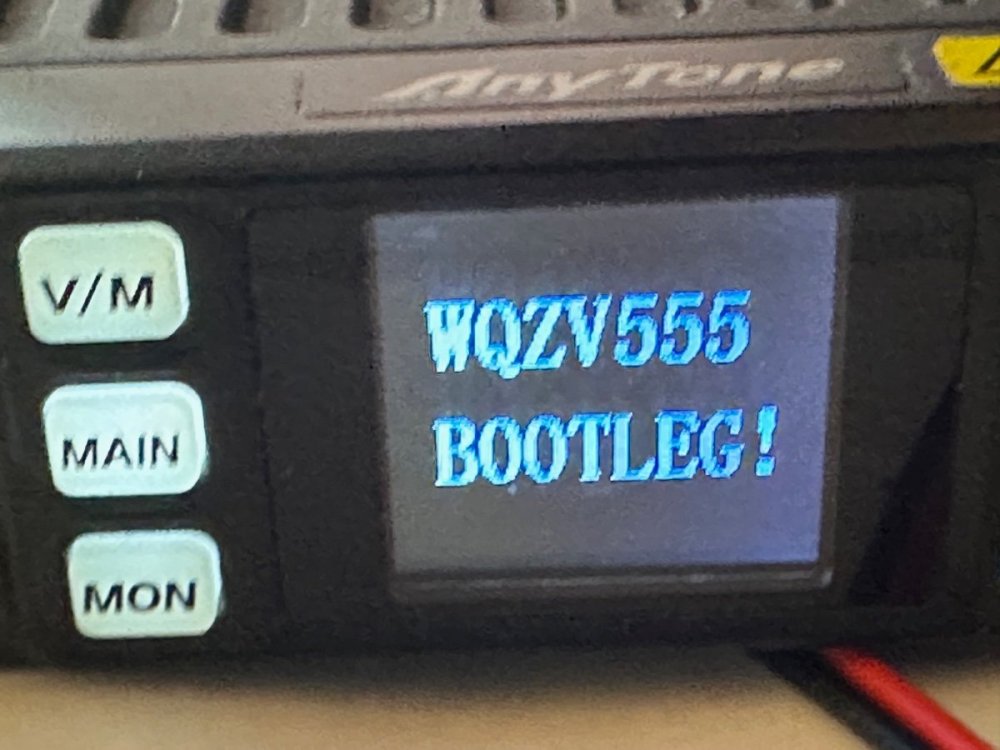 AnyTone
V/M
WQZV555
MAIN
BOOTLEG!
MON